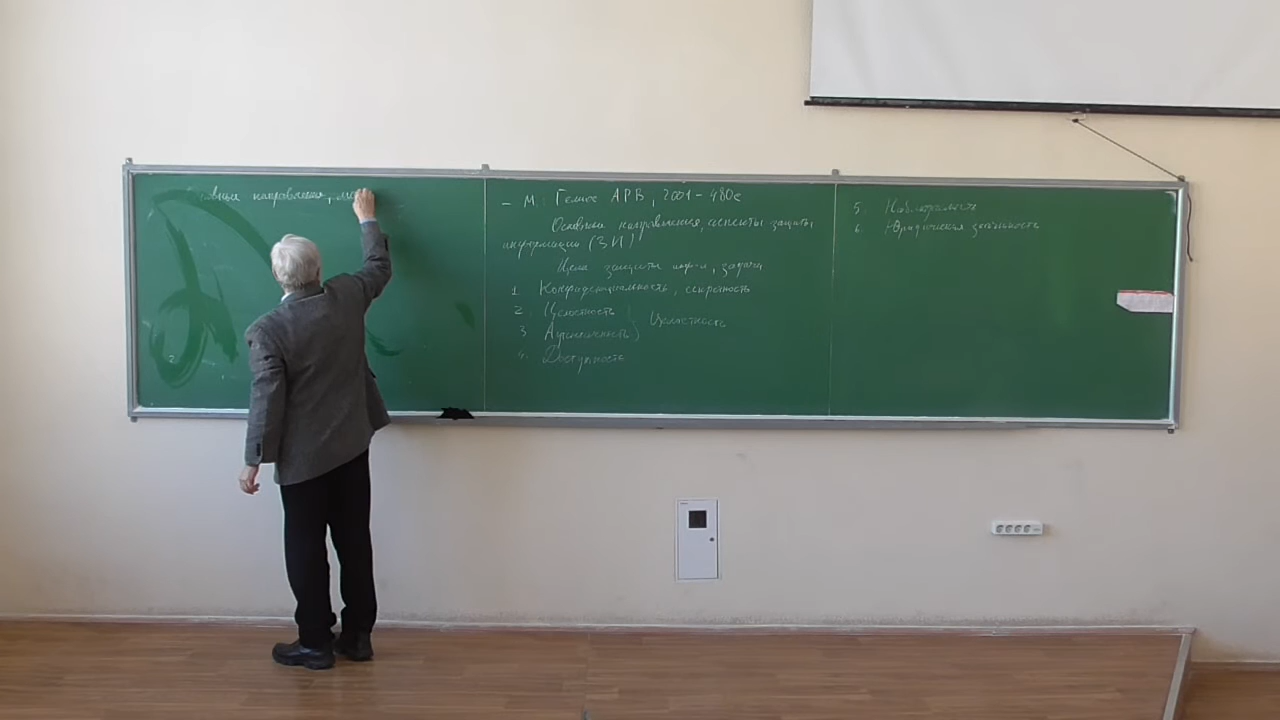 новные направления,
– М.: Гелиос АРВ, 2001 – 480с
Основные направления, аспекты защиты
информации (ЗИ)
Цели защиты инф-и, задачи
1. Конфиденциальность, секретность
2. Целостность
Целостность
3. Аутентичность
4. Доступность
5. Наблюдаемость
6. Юридическая значимость